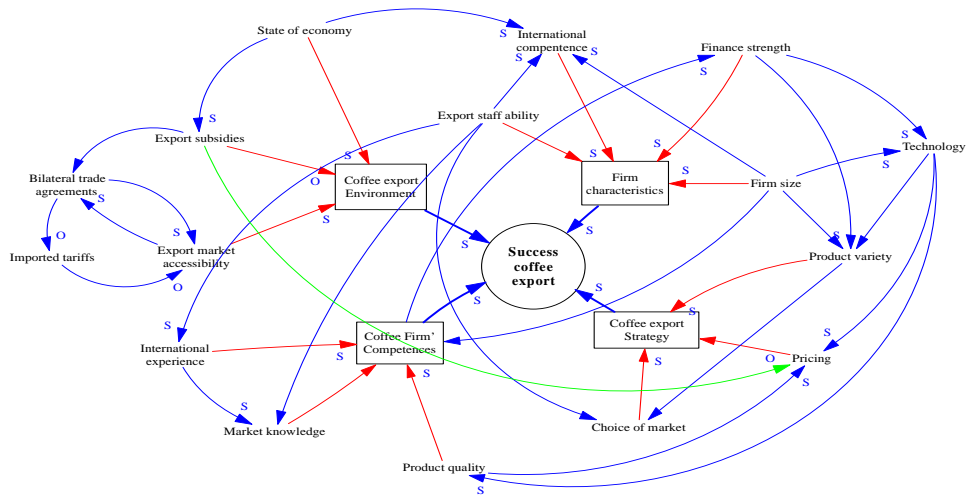 State of economy
International
compentence
Finance strength
Export staff ability
Export subsidies
Technology
Bilateral trade
agreements
Coffee export
Environment
Firm
characteristics
Firm size
Imported tariffs
Export market
accessibility
Success
coffee
export
Product variety
International
experience
Coffee Firm'
Competences
Coffee export
Strategy
Pricing
Market knowledge
Choice of market
Product quality
S
S
S
S
S
S
S
S
S
S
S
O
S
S
S
S
O
S
S
S
S
O
S
S
S
S
S
S
O
S
S
S
S
S